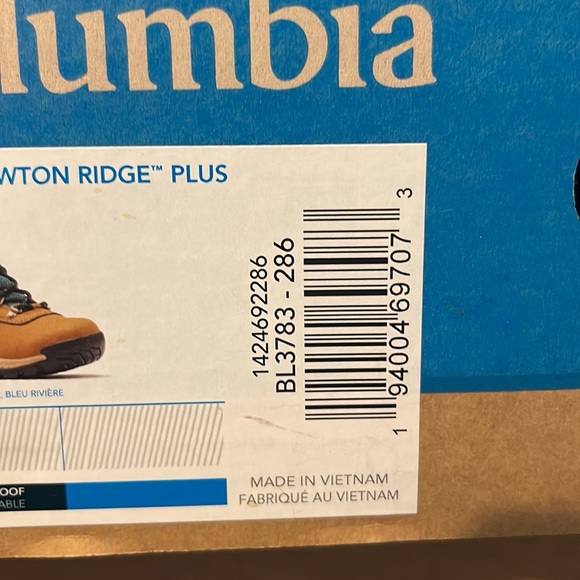 lumbia
WTON RIDGE™ PLUS
1424692286
BL3783 - 286
1 94004 69707 3
, BLEU RIVIÈRE
OOF
ABLE
MADE IN VIETNAM
FABRIQUÉ AU VIETNAM